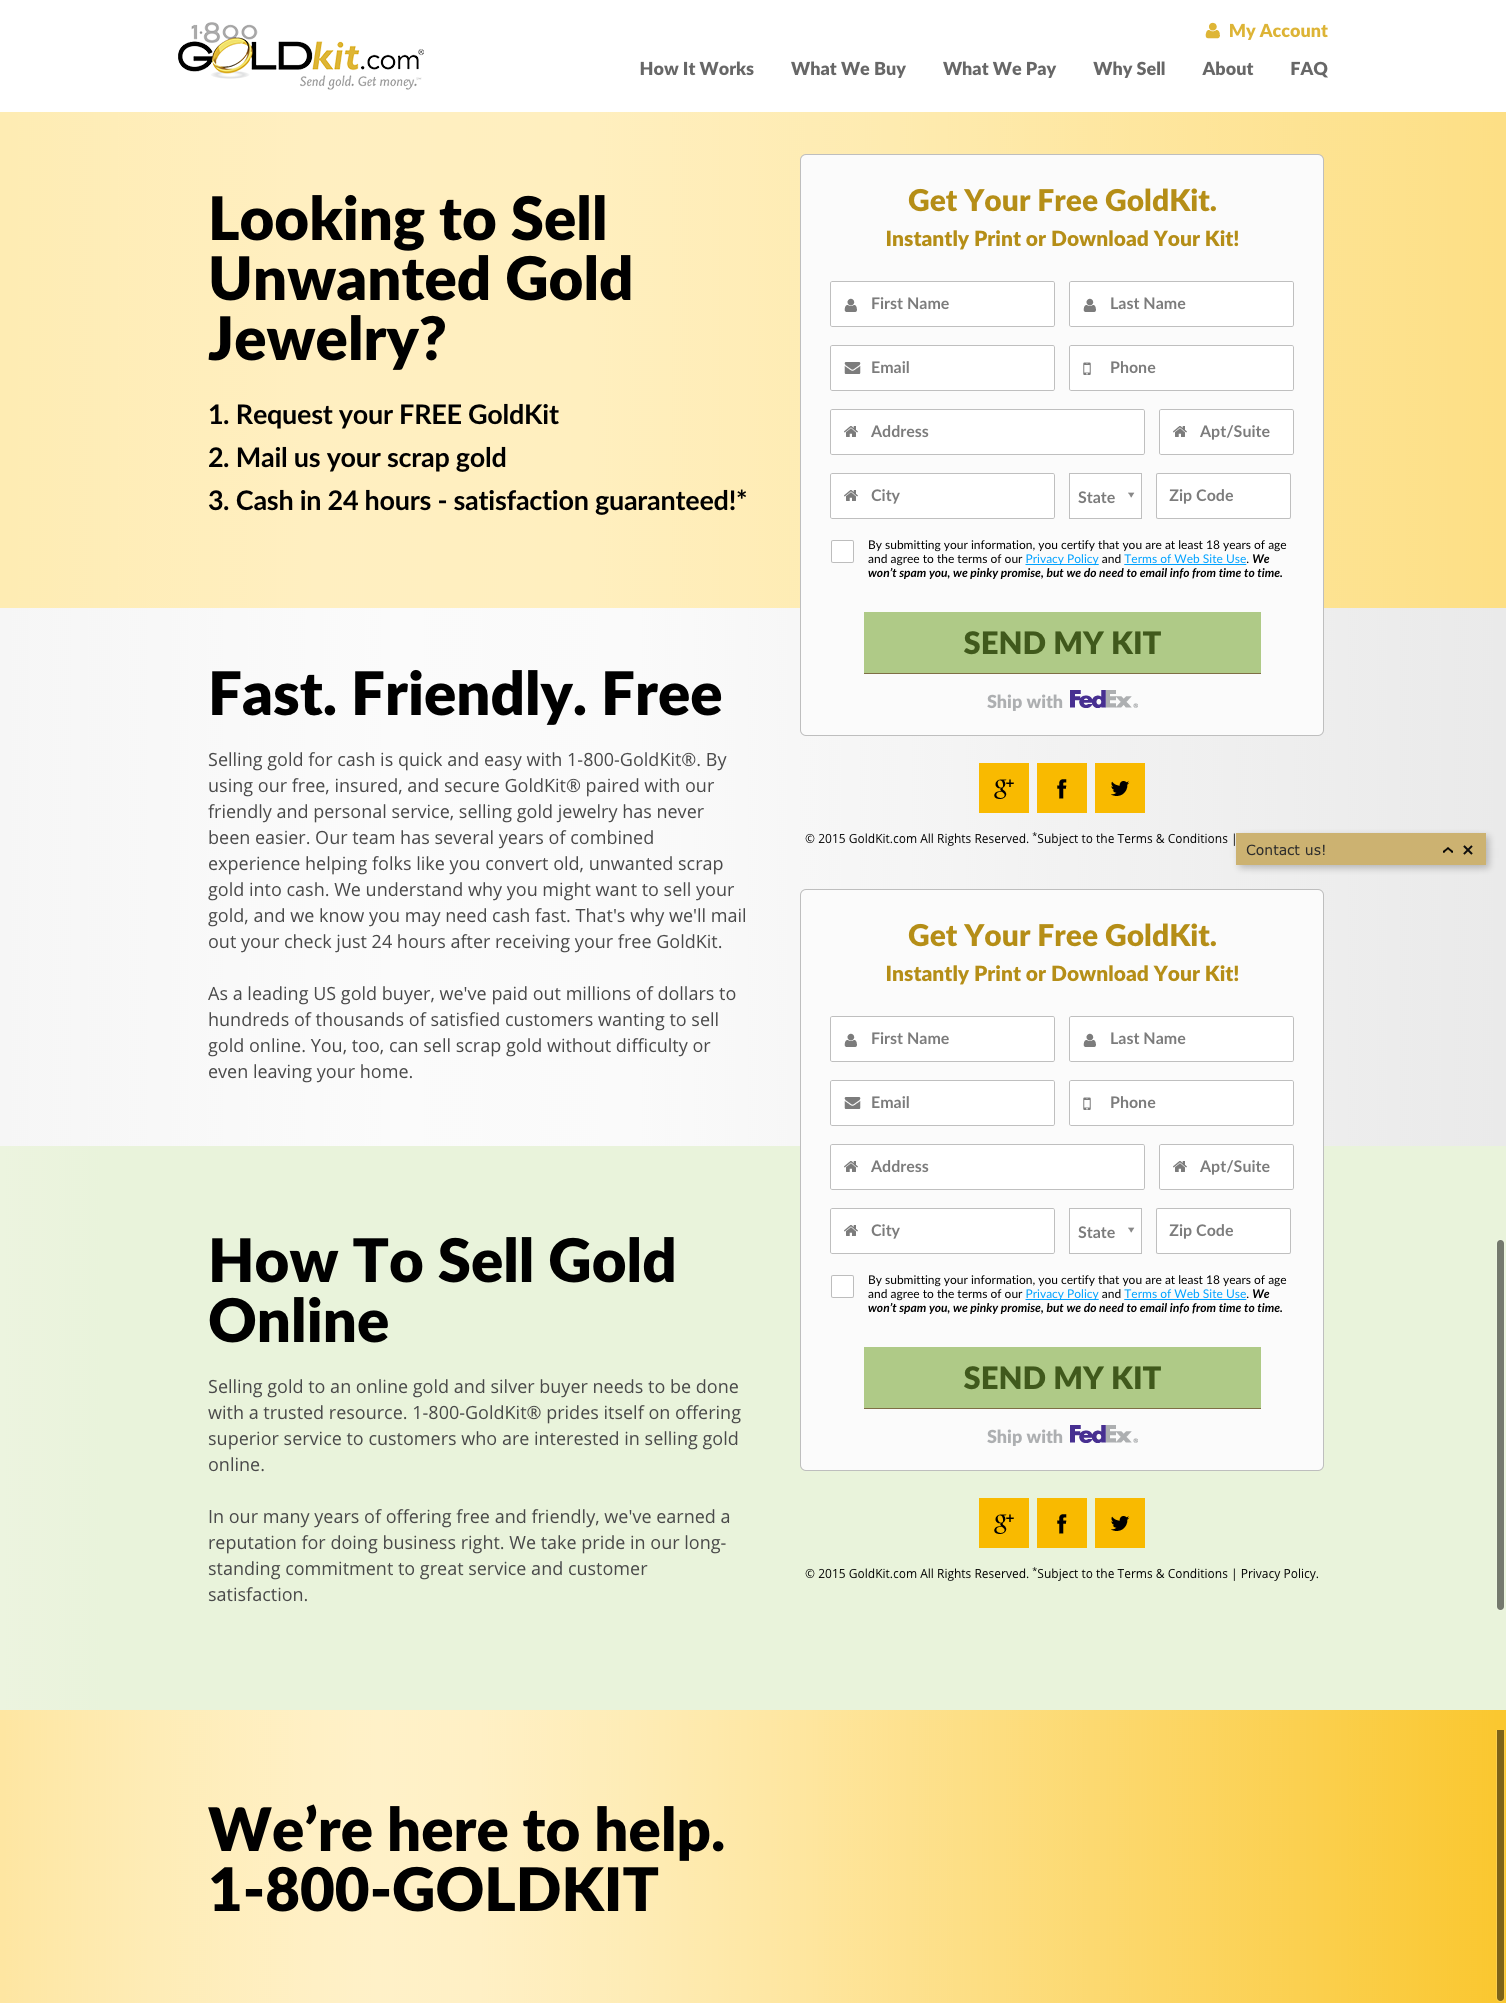 1-800
GOLDkit.com®
Send gold. Get money.™
My Account
How It Works What We Buy What We Pay Why Sell About FAQ
Looking to Sell
Unwanted Gold
Jewelry?
1. Request your FREE GoldKit
2. Mail us your scrap gold
3. Cash in 24 hours - satisfaction guaranteed!*
Get Your Free GoldKit.
Instantly Print or Download Your Kit!
First Name Last Name
Email Phone
Address Apt/Suite
City State Zip Code
By submitting your information, you certify that you are at least 18 years of age
and agree to the terms of our Privacy Policy and Terms of Web Site Use. We
won't spam you, we pinky promise, but we do need to email info from time to time.
SEND MY KIT
Ship with FedEx.
Fast. Friendly. Free
Selling gold for cash is quick and easy with 1-800-GoldKit®. By
using our free, insured, and secure GoldKit® paired with our
friendly and personal service, selling gold jewelry has never
been easier. Our team has several years of combined
experience helping folks like you convert old, unwanted scrap
gold into cash. We understand why you might want to sell your
gold, and we know you may need cash fast. That's why we'll mail
out your check just 24 hours after receiving your free GoldKit.
As a leading US gold buyer, we've paid out millions of dollars to
hundreds of thousands of satisfied customers wanting to sell
gold online. You, too, can sell scrap gold without difficulty or
even leaving your home.
g+ f
© 2015 GoldKit.com All Rights Reserved. *Subject to the Terms & Conditions |
Contact us!
Get Your Free GoldKit.
Instantly Print or Download Your Kit!
First Name Last Name
Email Phone
Address Apt/Suite
City State Zip Code
By submitting your information, you certify that you are at least 18 years of age
and agree to the terms of our Privacy Policy and Terms of Web Site Use. We
won't spam you, we pinky promise, but we do need to email info from time to time.
SEND MY KIT
Ship with FedEx.
g+ f
© 2015 GoldKit.com All Rights Reserved. *Subject to the Terms & Conditions | Privacy Policy.
How To Sell Gold
Online
Selling gold to an online gold and silver buyer needs to be done
with a trusted resource. 1-800-GoldKit® prides itself on offering
superior service to customers who are interested in selling gold
online.
In our many years of offering free and friendly, we've earned a
reputation for doing business right. We take pride in our long-
standing commitment to great service and customer
satisfaction.
We're here to help.
1-800-GOLDKIT